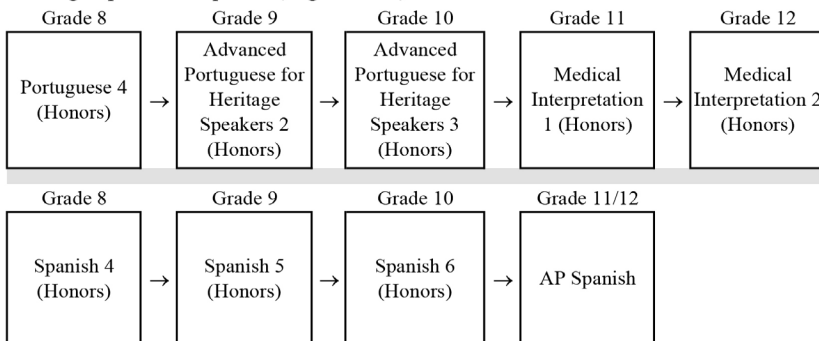 Grade 8 Grade 9 Grade 10 Grade 11 Grade 12
Portuguese 4
(Honors)
→
Advanced
Portuguese for
Heritage
Speakers 2
(Honors)
→
Advanced
Portuguese for
Heritage
Speakers 3
(Honors)
→
Medical
Interpretation
1 (Honors)
→
Medical
Interpretation 2
(Honors)
Grade 8 Grade 9 Grade 10 Grade 11/12
Spanish 4
(Honors)
→
Spanish 5
(Honors)
→
Spanish 6
(Honors)
→
AP Spanish